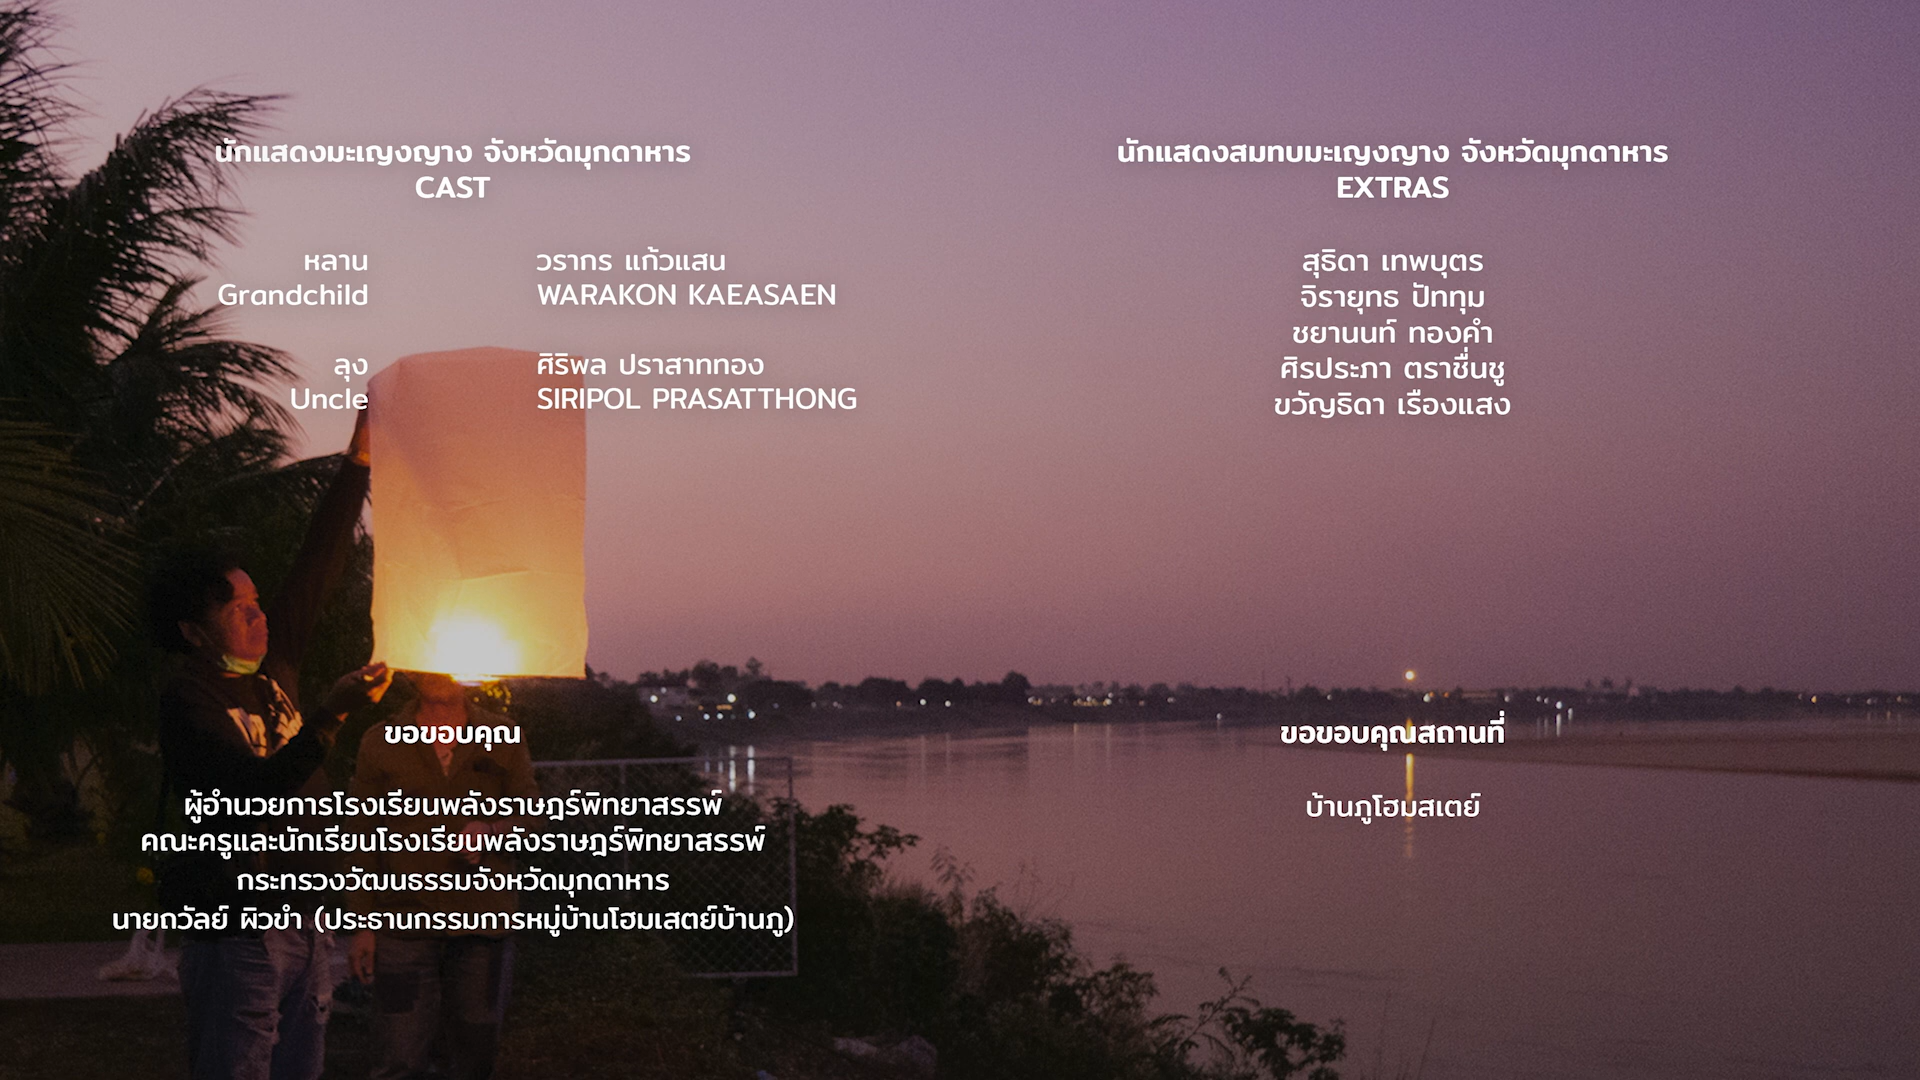 นักแสดงมะเญงญาง จังหวัดมุกดาหาร
CAST
หลาน วรากร แก้วแสน
Grandchild WARAKON KAEASAEN
ลุง ศิริพล ปราสาททอง
Uncle SIRIPOL PRASATTHONG
นักแสดงสมทบมะเญงญาง จังหวัดมุกดาหาร
EXTRAS
สุธิดา เทพบุตร
จิรายุทธ ปัททุม
ชยานนท์ ทองคำ
ศิรประภา ตราชื่นชู
ขวัญธิดา เรืองแสง
ขอขอบคุณ
ผู้อำนวยการโรงเรียนพลังราษฎร์พิทยาสรรพ์
คณะครูและนักเรียนโรงเรียนพลังราษฎร์พิทยาสรรพ์
กระทรวงวัฒนธรรมจังหวัดมุกดาหาร
นายถวัลย์ ผิวขำ (ประธานกรรมการหมู่บ้านโฮมเสตย์บ้านภู)
ขอขอบคุณสถานที่
บ้านภูโฮมสเตย์